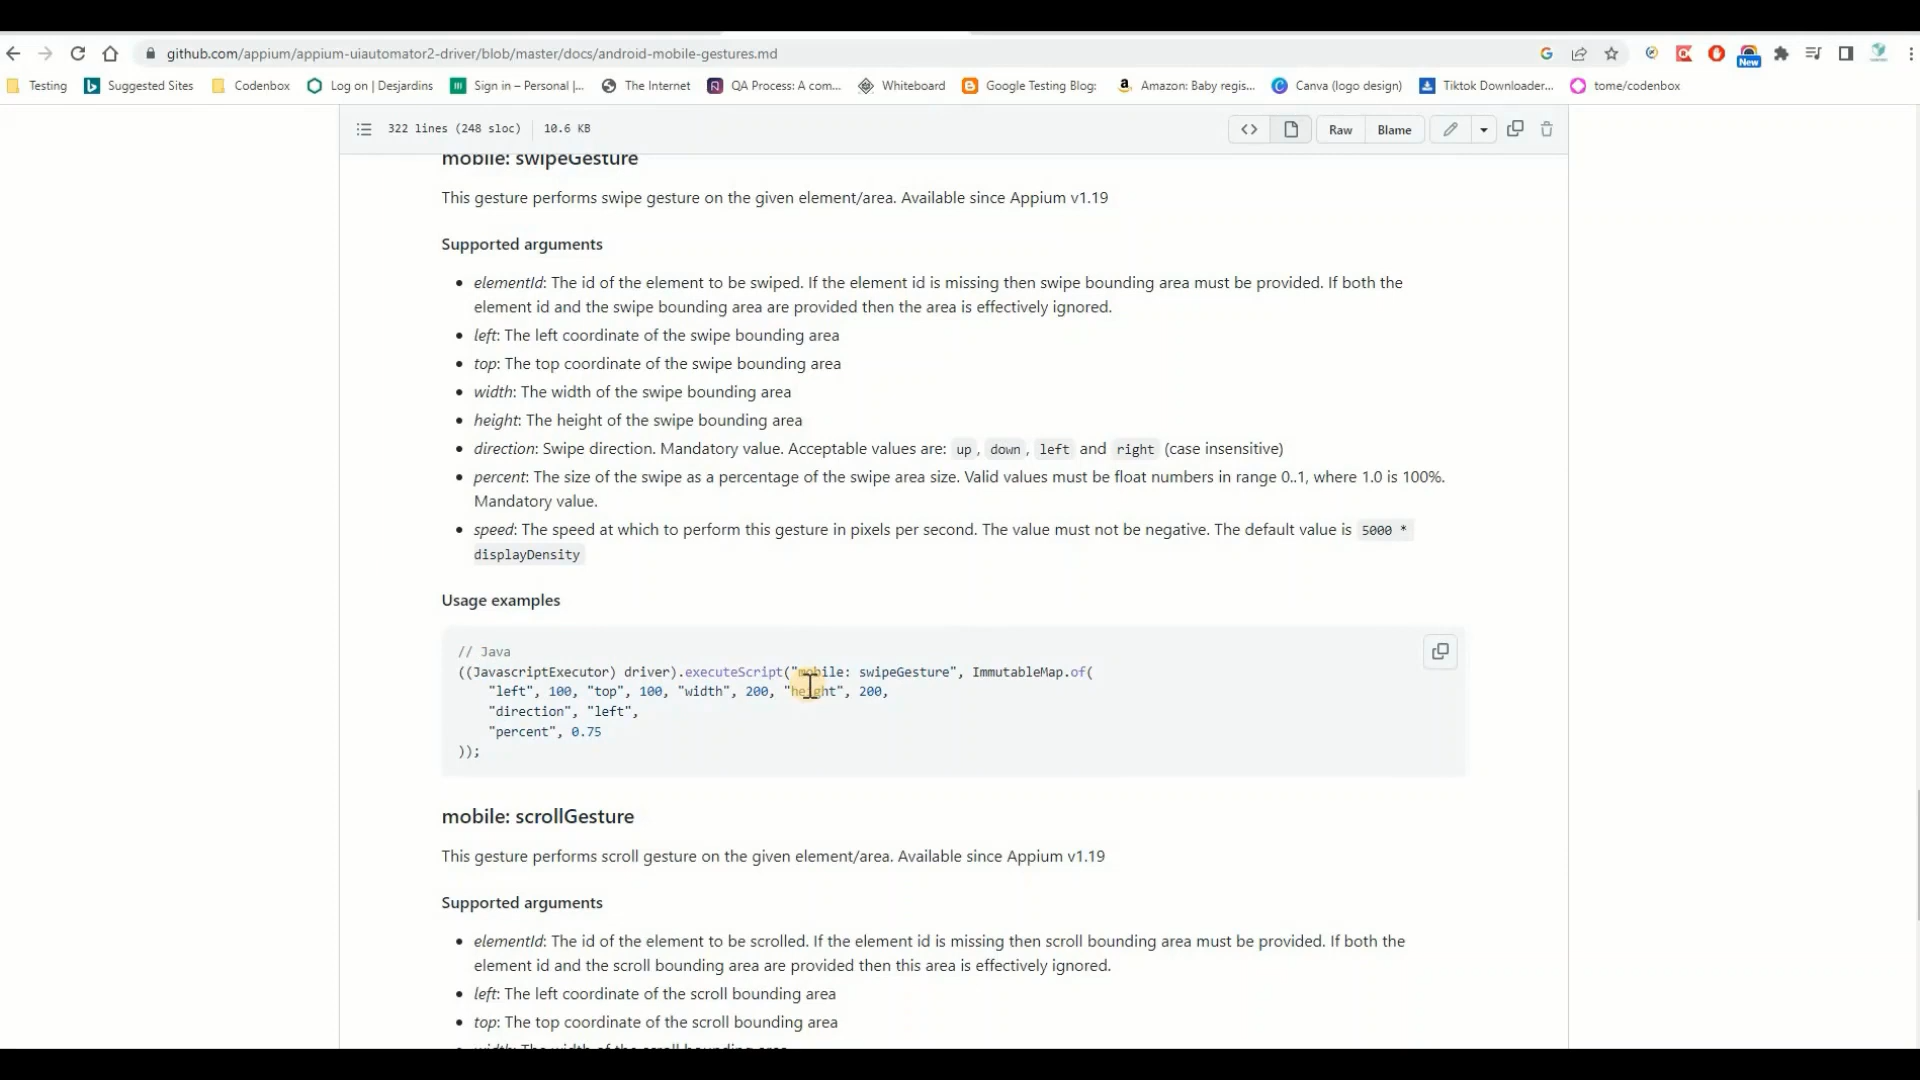 github.com/appium/appium-uiautomator2-driver/blob/master/docs/android-mobile-gestures.md
New
Testing Suggested Sites Codenbox Log on | Desjardins Sign in – Personal |... The Internet QA Process: A com... Whiteboard Google Testing Blog: Amazon: Baby regis... Canva (logo design) Tiktok Downloader... tome/codenbox
322 lines (248 sloc) 10.6 KB Raw Blame
mobile: swipeGesture
This gesture performs swipe gesture on the given element/area. Available since Appium v1.19
Supported arguments
• elementId: The id of the element to be swiped. If the element id is missing then swipe bounding area must be provided. If both the
element id and the swipe bounding area are provided then the area is effectively ignored.
• left: The left coordinate of the swipe bounding area
• top: The top coordinate of the swipe bounding area
• width: The width of the swipe bounding area
• height: The height of the swipe bounding area
• direction: Swipe direction. Mandatory value. Acceptable values are: up, down, left and right (case insensitive)
• percent: The size of the swipe as a percentage of the swipe area size. Valid values must be float numbers in range 0..1, where 1.0 is 100%.
Mandatory value.
• speed: The speed at which to perform this gesture in pixels per second. The value must not be negative. The default value is 5000 *
displayDensity
Usage examples
// Java
((JavascriptExecutor) driver).executeScript("mobile: swipeGesture", ImmutableMap.of(
"left", 100, "top", 100, "width", 200, "height", 200,
"direction", "left",
"percent", 0.75
));
mobile: scrollGesture
This gesture performs scroll gesture on the given element/area. Available since Appium v1.19
Supported arguments
• elementId: The id of the element to be scrolled. If the element id is missing then scroll bounding area must be provided. If both the
element id and the scroll bounding area are provided then this area is effectively ignored.
• left: The left coordinate of the scroll bounding area
• top: The top coordinate of the scroll bounding area
• width: The width of the scroll bounding area